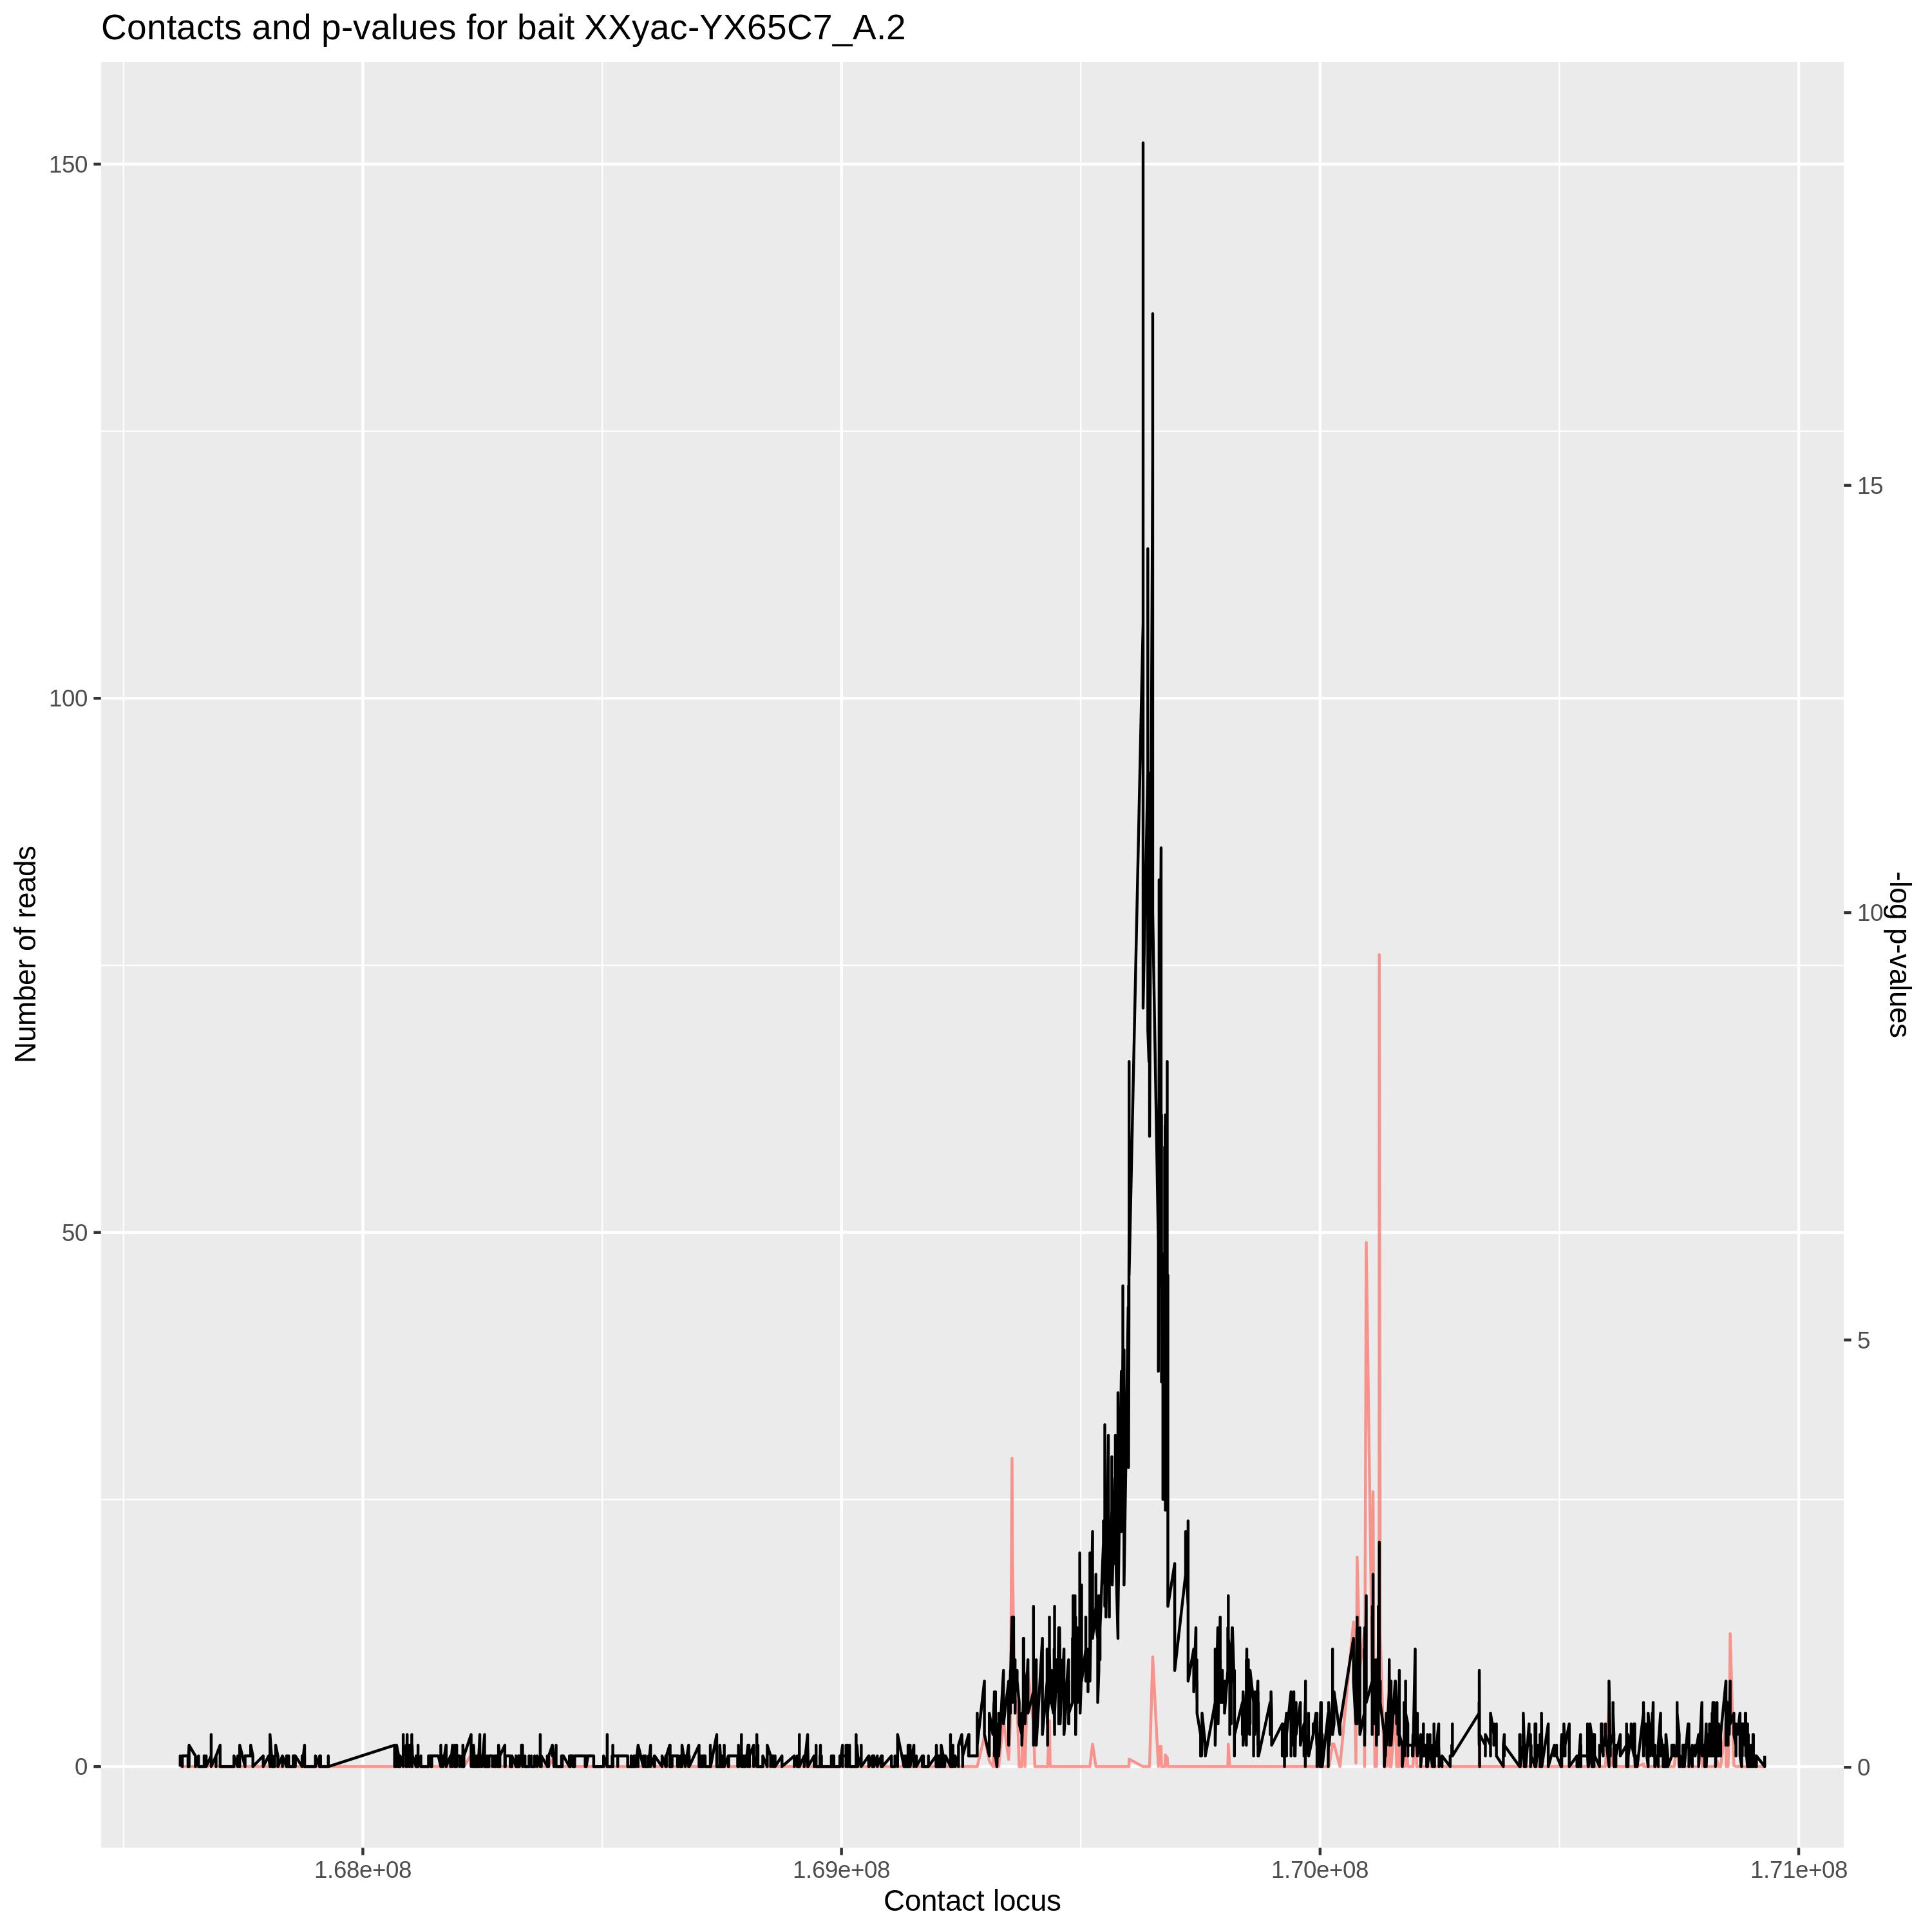 Contacts and p-values for bait XXyac-YX65C7_A.2
150
100
50
0
Number of reads
15
10
5
0
-log p-values
1.68e+08
1.69e+08
1.70e+08
1.71e+08
Contact locus